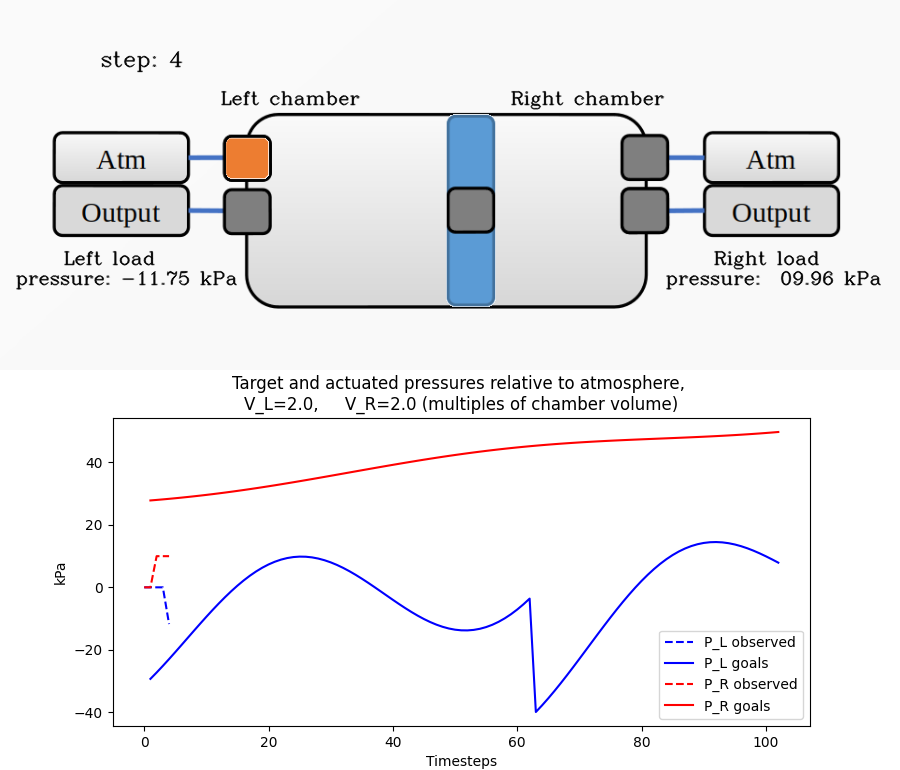 step: 4
Left chamber
Right chamber
Atm
Atm
Output
Output
Left load
pressure: −11.75 kPa
Right load
pressure: 09.96 kPa
Target and actuated pressures relative to atmosphere,
V_L=2.0, V_R=2.0 (multiples of chamber volume)
kPa
40
20
0
−20
−40
0 20 40 60 80 100
Timesteps
P_L observed
P_L goals
P_R observed
P_R goals